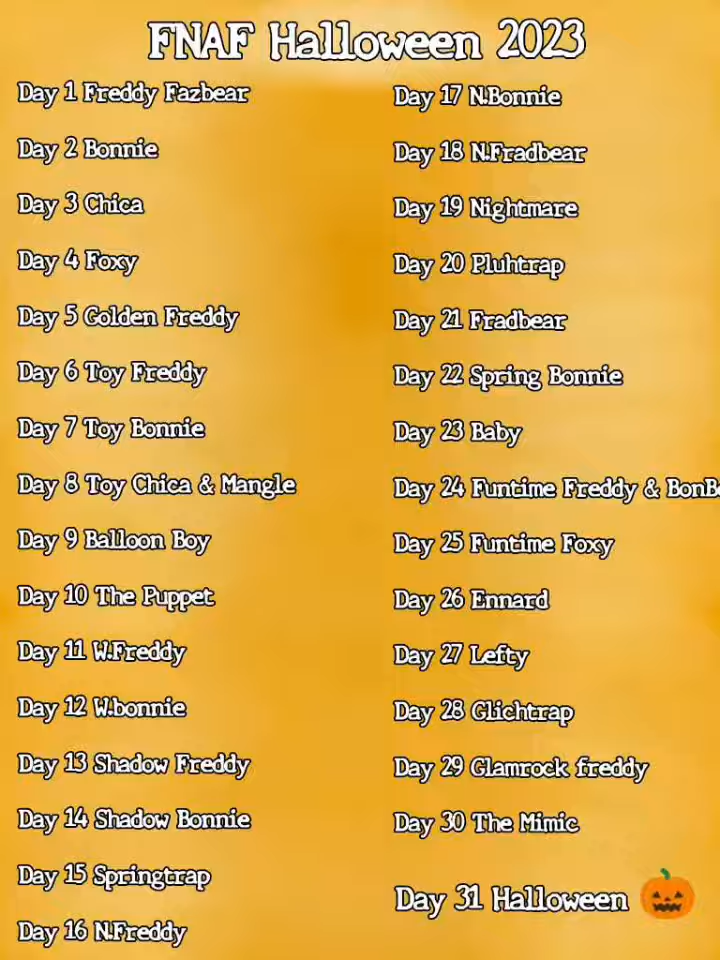 FNAF Halloween 2023
Day 1 Freddy Fazbear
Day 2 Bonnie
Day 3 Chica
Day 4 Foxy
Day 5 Golden Freddy
Day 6 Toy Freddy
Day 7 Toy Bonnie
Day 8 Toy Chica & Mangle
Day 9 Balloon Boy
Day 10 The Puppet
Day 11 W.Freddy
Day 12 W.bonnie
Day 13 Shadow Freddy
Day 14 Shadow Bonnie
Day 15 Springtrap
Day 16 N.Freddy
Day 17 N.Bonnie
Day 18 N.Fradbear
Day 19 Nightmare
Day 20 Pluhtrap
Day 21 Fradbear
Day 22 Spring Bonnie
Day 23 Baby
Day 24 Funtime Freddy &
Day 25 Funtime Foxy
Day 26 Ennard
Day 27 Lefty
Day 28 Glichtrap
Day 29 Glamrock freddy
Day 30 The Mimic
Day 31 Halloween